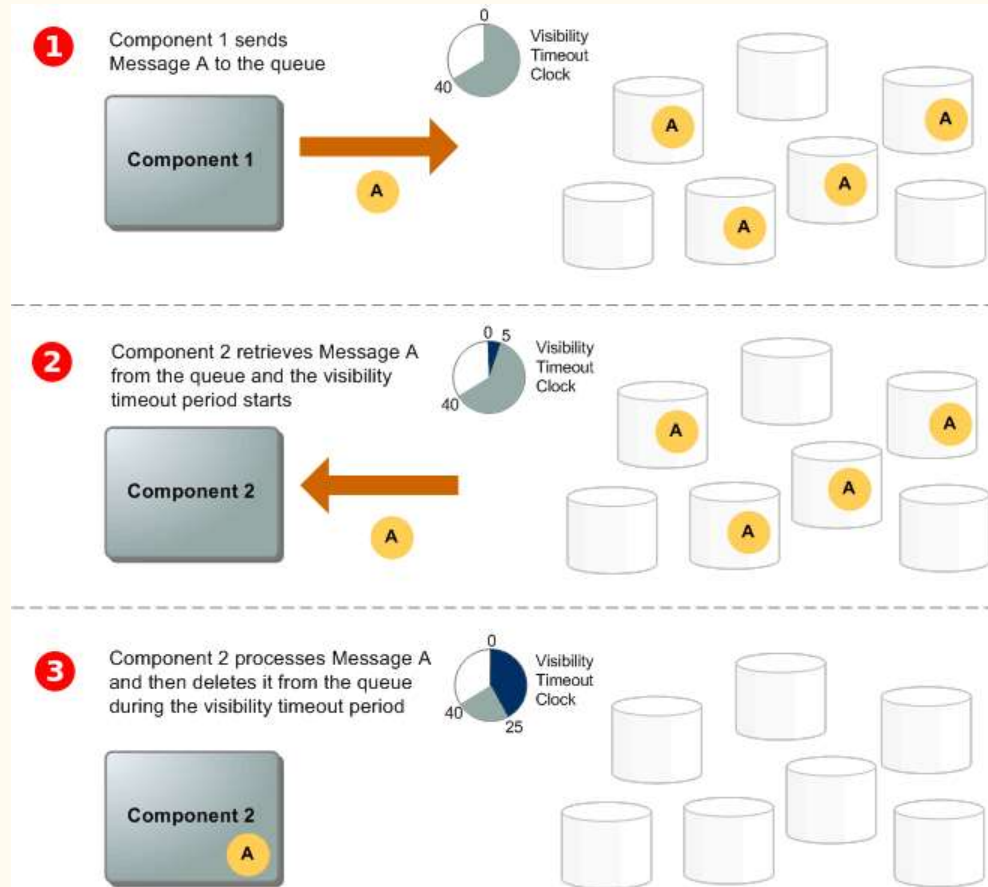 1
Component 1 sends
Message A to the queue
0
40
Visibility
Timeout
Clock
Component 1
A
A
A
A
A
2
Component 2 retrieves Message A
from the queue and the visibility
timeout period starts
0 5
40
Visibility
Timeout
Clock
Component 2
A
A
A
A
A
3
Component 2 processes Message A
and then deletes it from the queue
during the visibility timeout period
0
40
25
Visibility
Timeout
Clock
Component 2
A